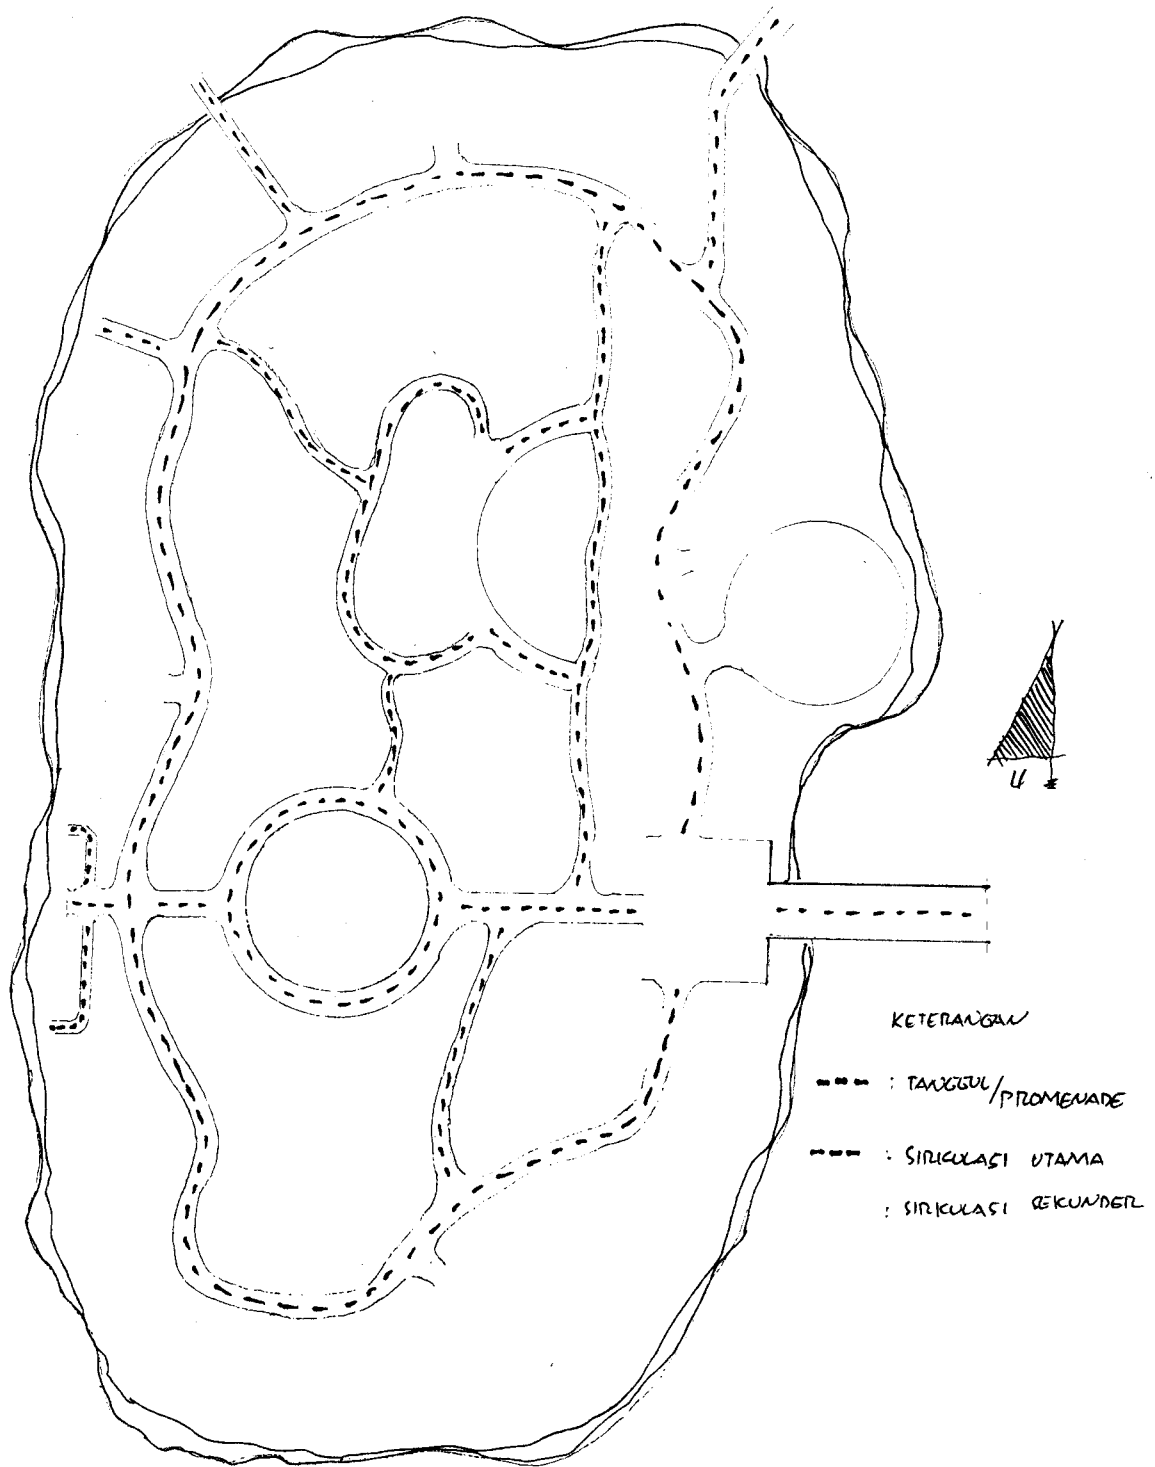 U
KETERANGAN
: TANGGUL/PROMENADE
: SIRKULASI UTAMA
: SIRKULASI SEKUNDER